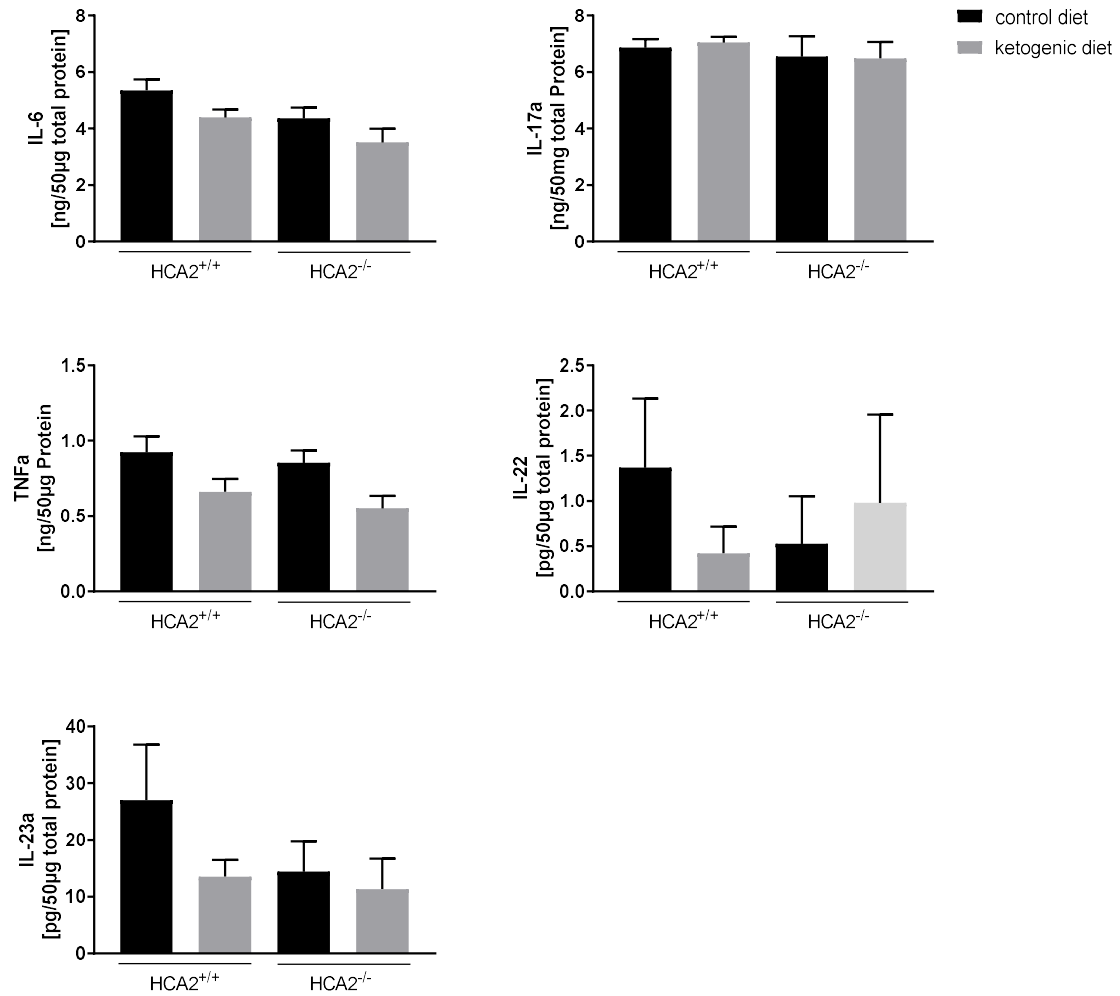 control diet
ketogenic diet
IL-6
[ng/50µg total protein]
8
6
4
2
0
HCA2+/+
HCA2-/-
IL-17a
[ng/50mg total Protein]
8
6
4
2
0
HCA2+/+
HCA2-/-
TNFa
[ng/50µg Protein
1.5
1.0
0.5
0.0
HCA2+/+
HCA2-/-
IL-22
[pg/50µg total protein]
2.5
2.0
1.5
1.0
0.5
0.0
HCA2+/+
HCA2-/-
IL-23a
[pg/50µg total protein]
40
30
20
10
0
HCA2+/+
HCA2-/-